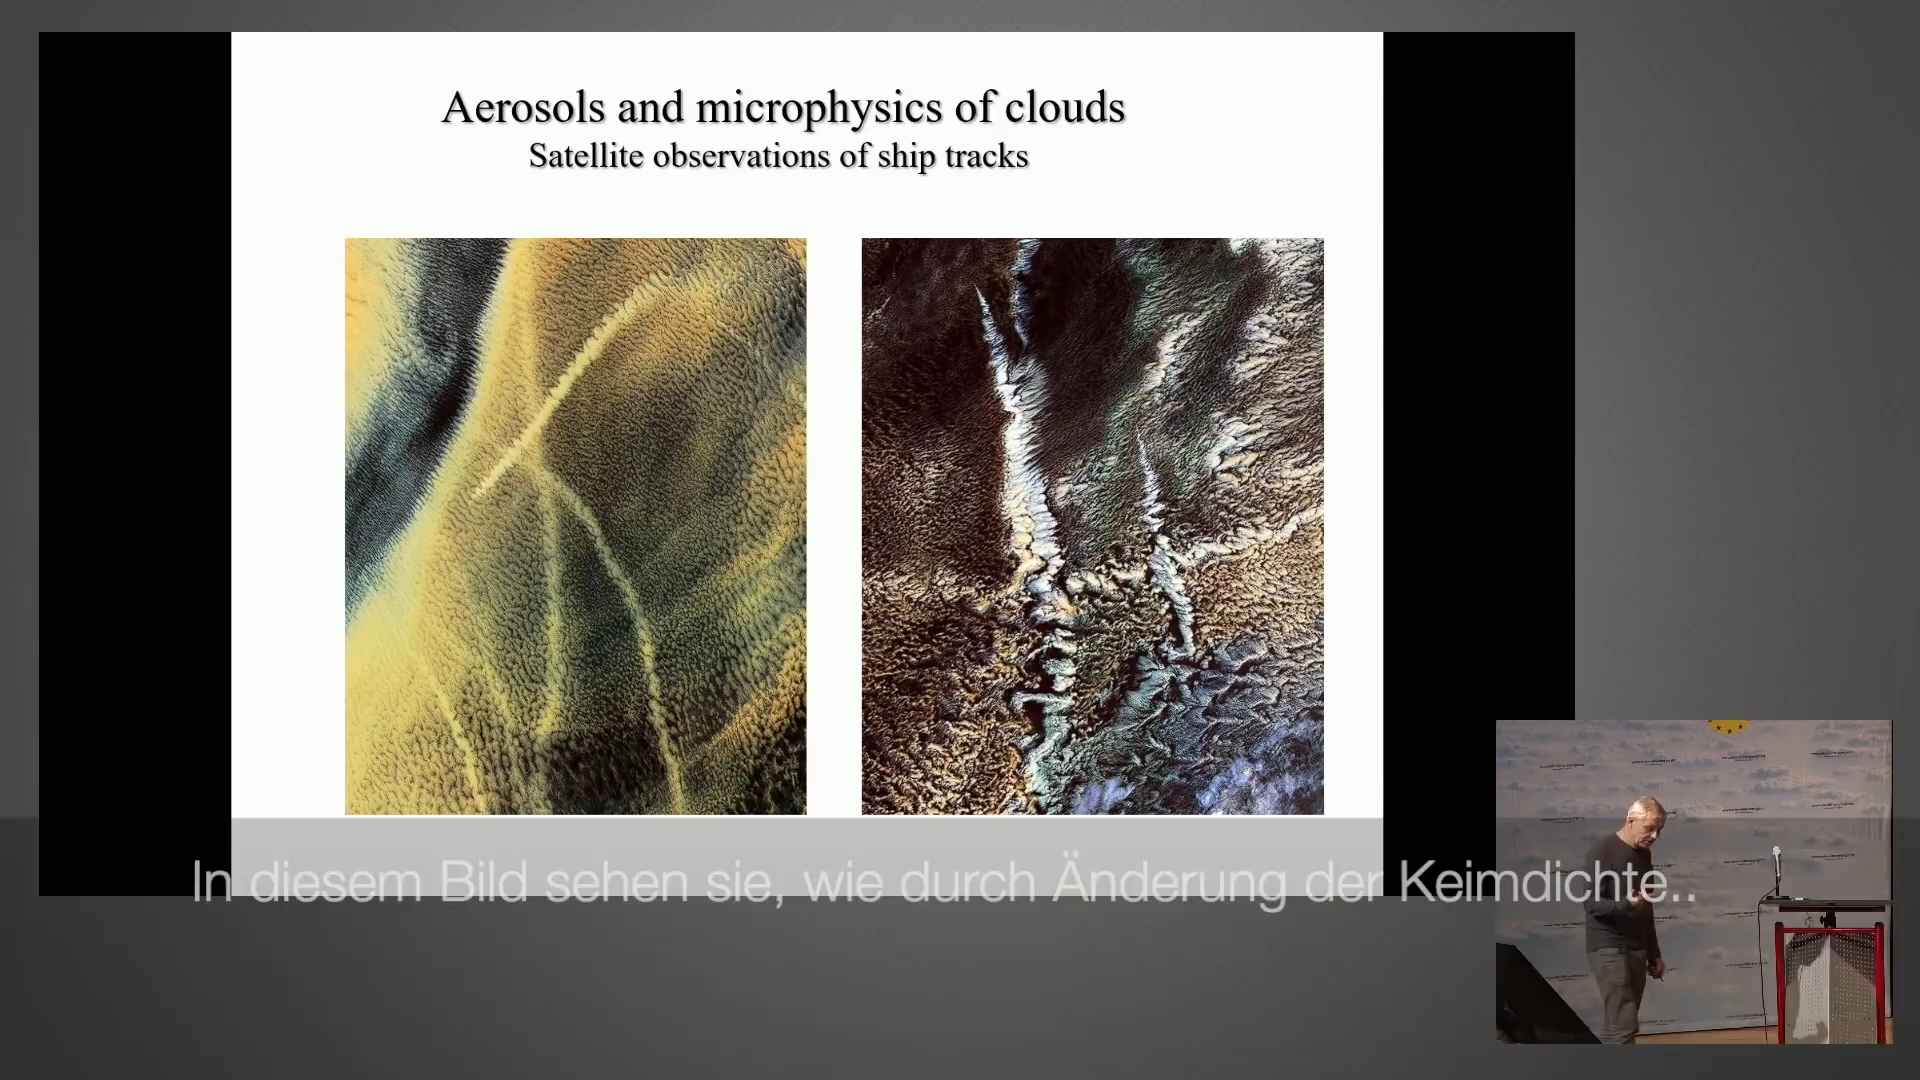 Aerosols and microphysics of clouds
Satellite observations of ship tracks
In diesem Bild sehen sie, wie durch Änderung der Keimdichte..